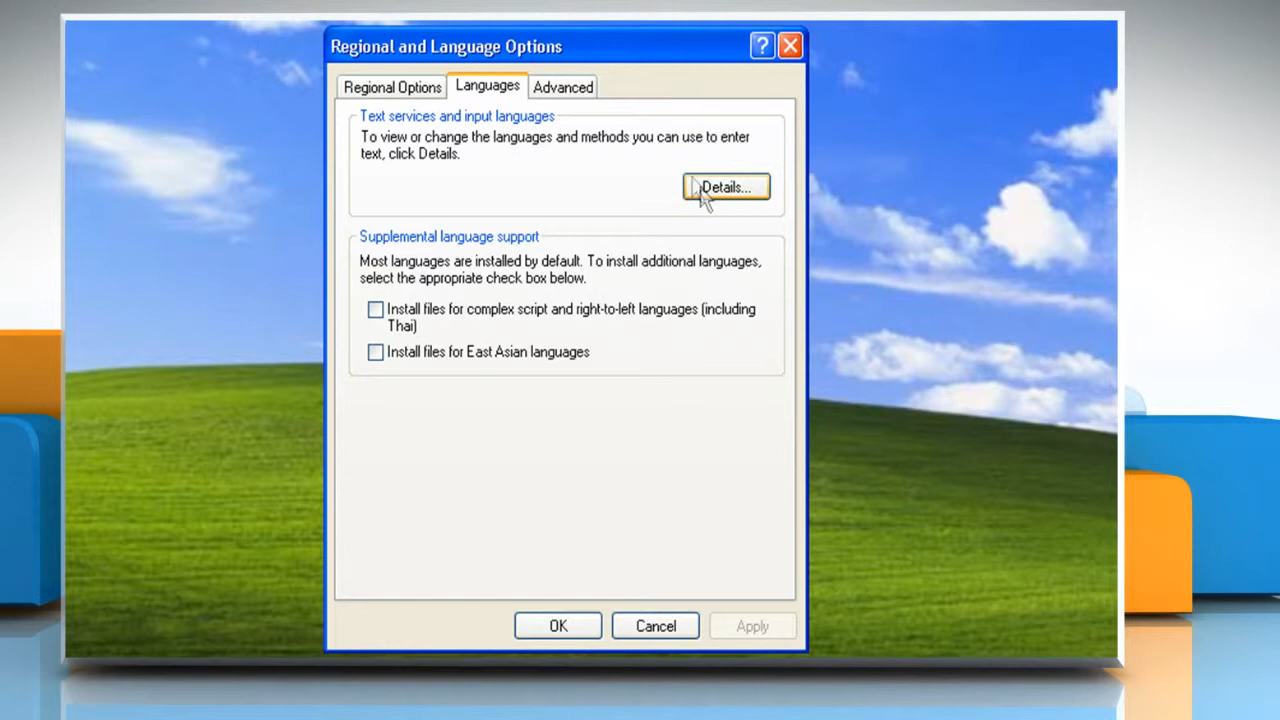 Regional and Language Options
?
Regional Options
Languages
Advanced
Text services and input languages
To view or change the languages and methods you can use to enter
text, click Details.
Details...
Supplemental language support
Most languages are installed by default. To install additional languages,
select the appropriate check box below.
Install files for complex script and right-to-left languages (including
Thai)
Install files for East Asian languages
OK
Cancel
Apply